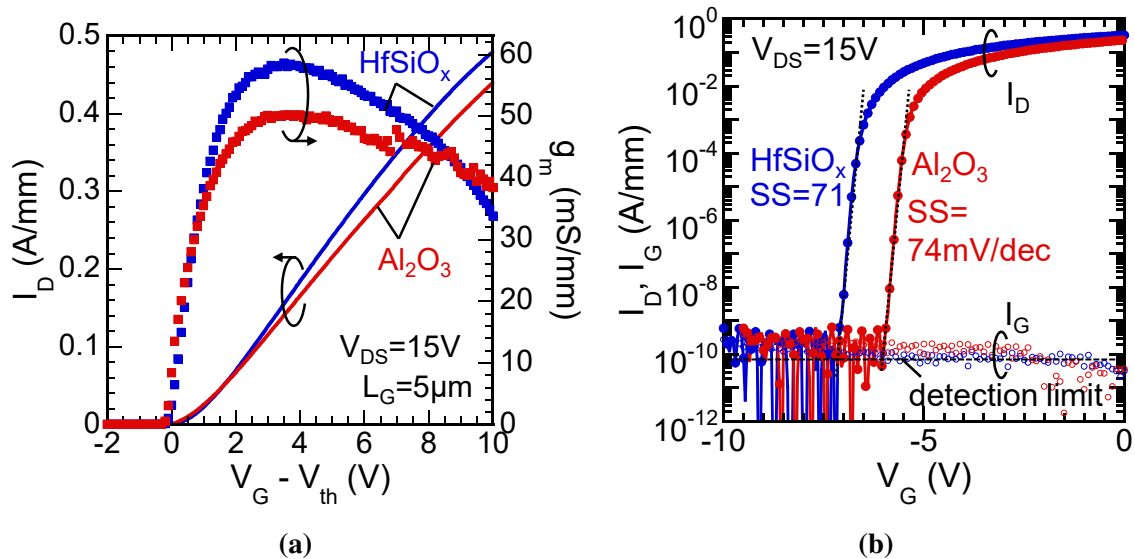 0.5
0.4
0.3
0.2
0.1
0
I_D (A/mm)
60
50
40
30
20
10
0
g_m (mS/mm)
HfSiO_x
Al_2O_3
V_DS=15V
L_G=5μm
-2 0 2 4 6 8 10
V_G - V_th (V)
(a)
10^0
10^-2
10^-4
10^-6
10^-8
10^-10
10^-12
I_D, I_G (A/mm)
V_DS=15V
I_D
HfSiO_x
SS=71
Al_2O_3
SS=
74mV/dec
I_G
detection limit
-10 -5 0
V_G (V)
(b)